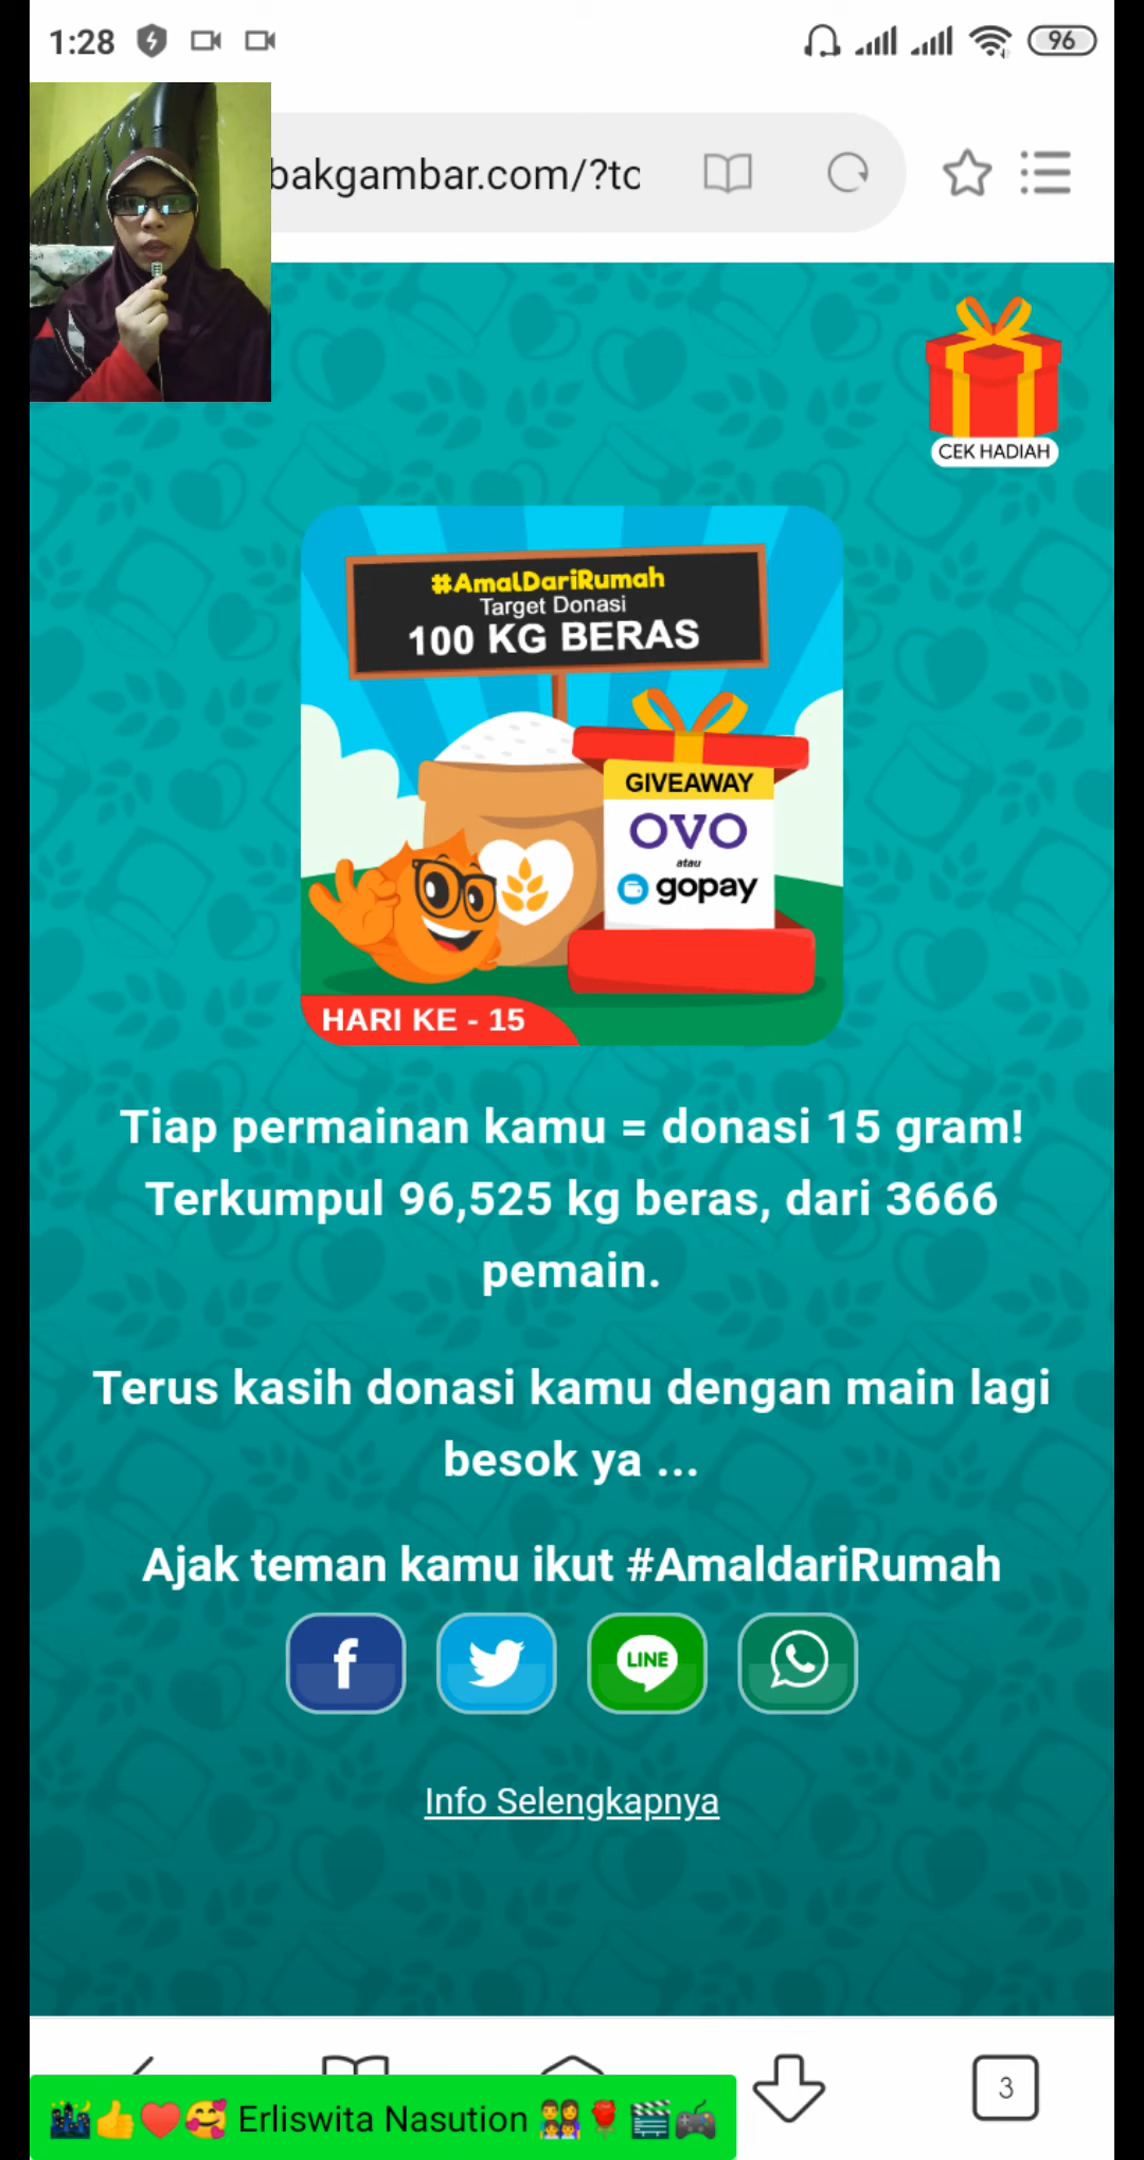 1:28
96
bakgambar.com/?to
CEK HADIAH
#AmalDariRumah
Target Donasi
100 KG BERAS
GIVEAWAY
OVO
atau
gopay
HARI KE - 15
Tiap permainan kamu = donasi 15 gram!
Terkumpul 96,525 kg beras, dari 3666
pemain.
Terus kasih donasi kamu dengan main lagi
besok ya ...
Ajak teman kamu ikut #AmaldariRumah
f
LINE
Info Selengkapnya
3
🌃👍❤️🥰 Erliswita Nasution 👨‍👩‍👧‍👦🌹🎬🎮